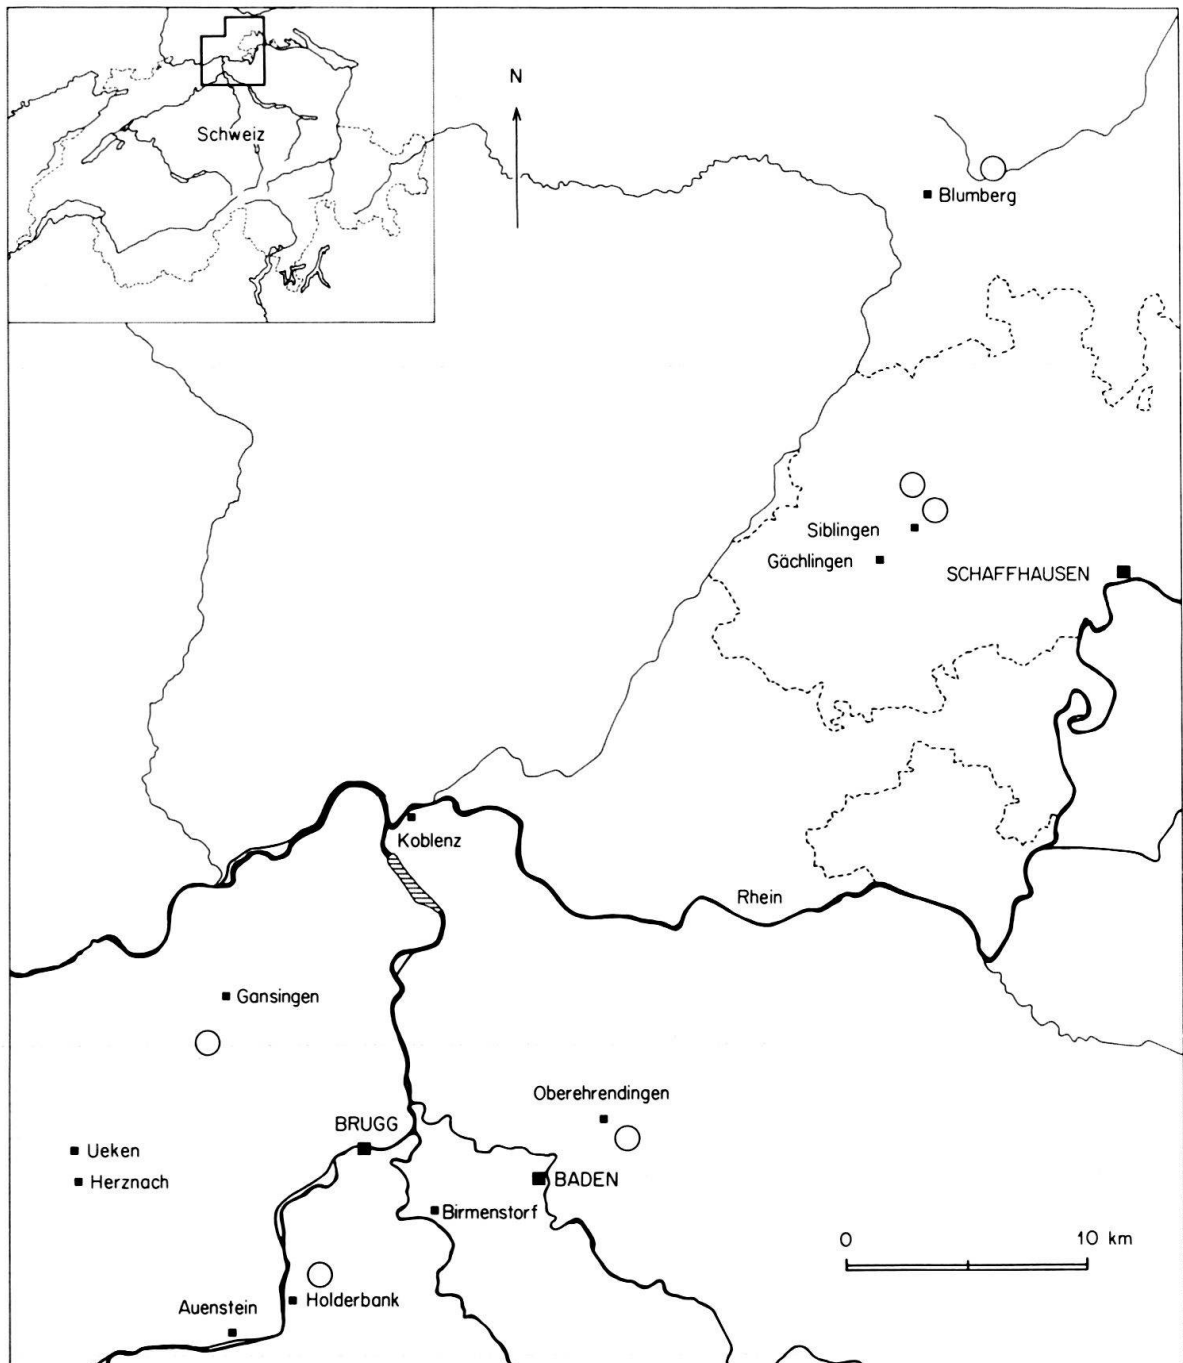 N
Schweiz
Blumberg
Siblingen
Gächlingen
SCHAFFHAUSEN
Koblenz
Rhein
Gansingen
Oberehrendingen
BRUGG
Ueken
BADEN
Herznach
Birmenstorf
0 10 km
Holderbank
Auenstein